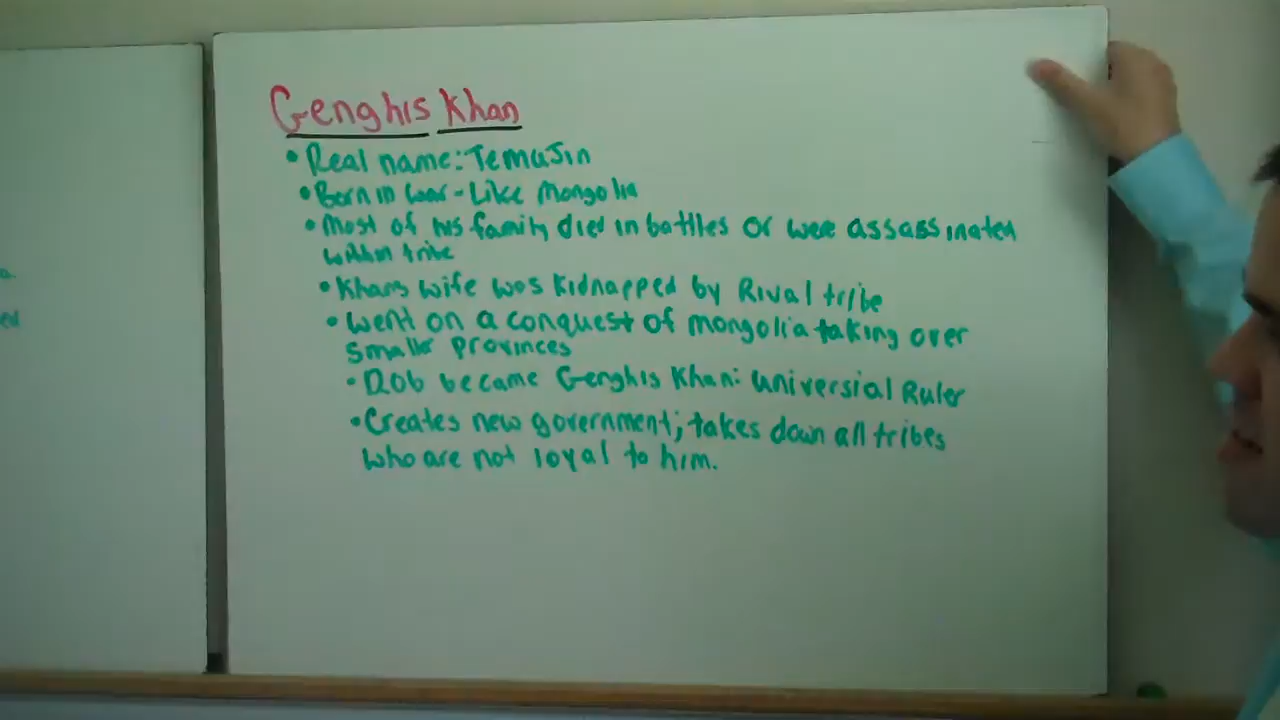 Genghis Khan
• Real name: Temujin
• Born in war-Like Mongolia
• Most of his family died in battles or were assassinated
within tribe
• Khans wife was kidnapped by Rival tribe
• Went on a conquest of mongolia taking over
smaller provinces
• 1206 became Genghis Khan: Universial Ruler
• Creates new government; takes down all tribes
who are not loyal to him.